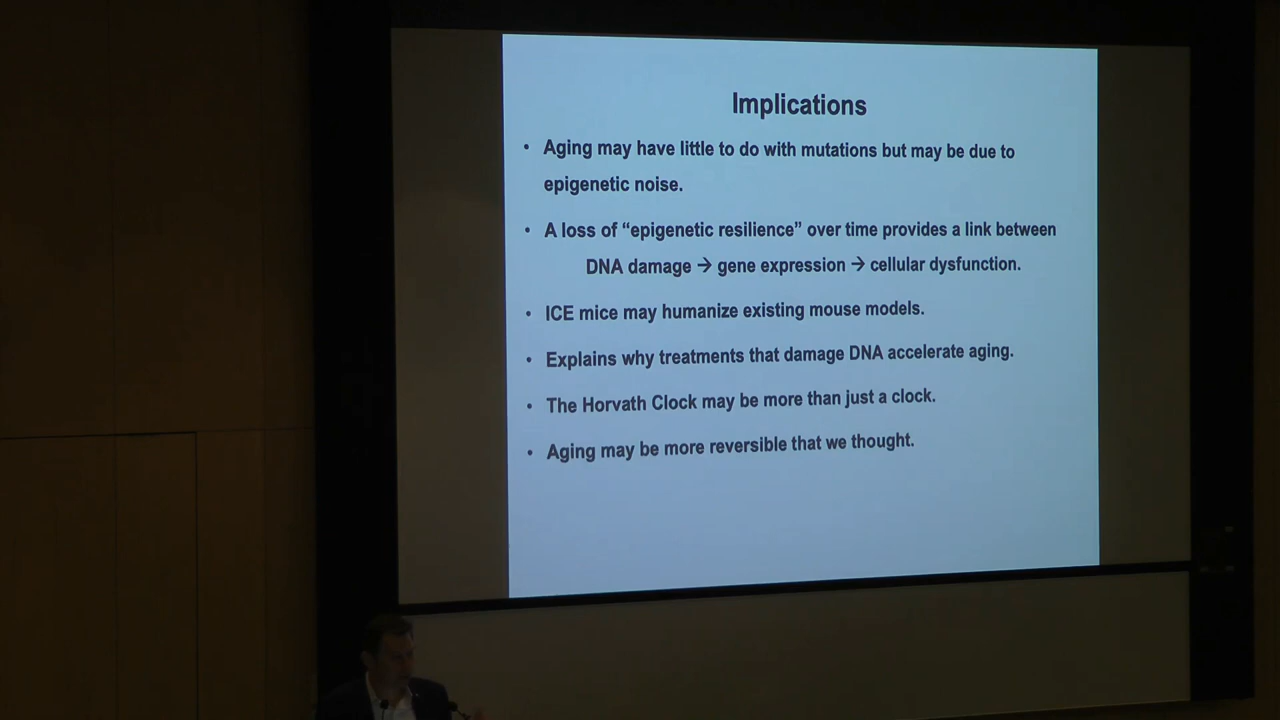 Implications
• Aging may have little to do with mutations but may be due to
epigenetic noise.
• A loss of “epigenetic resilience” over time provides a link between
DNA damage → gene expression → cellular dysfunction.
• ICE mice may humanize existing mouse models.
• Explains why treatments that damage DNA accelerate aging.
• The Horvath Clock may be more than just a clock.
• Aging may be more reversible that we thought.